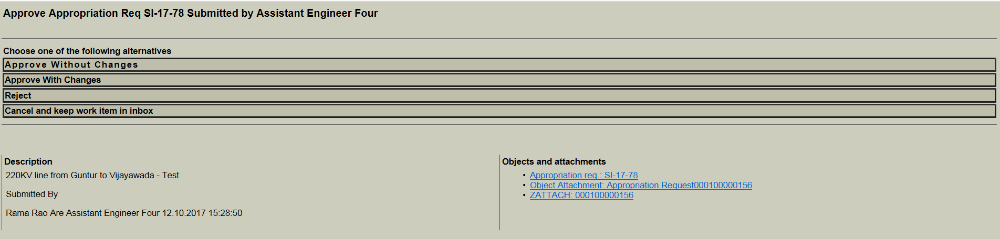 Approve Appropriation Req SI-17-78 Submitted by Assistant Engineer Four
Choose one of the following alternatives
Approve Without Changes
Approve With Changes
Reject
Cancel and keep work item in inbox
Description
220KV line from Guntur to Vijayawada - Test
Submitted By
Rama Rao Are Assistant Engineer Four 12.10.2017 15:28:50
Objects and attachments
• Appropriation req.: SI-17-78
• Object Attachment: Appropriation Request000100000156
• ZATTACH: 000100000156